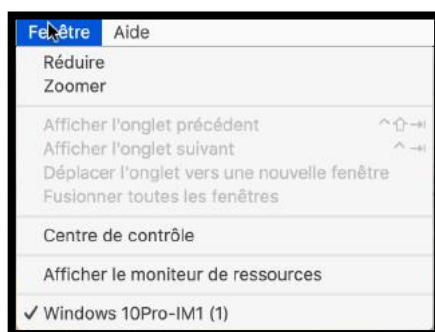 Fenêtre Aide
Réduire
Zoomer
Afficher l'onglet précédent ^⇧⇥
Afficher l'onglet suivant ^⇥
Déplacer l'onglet vers une nouvelle fenêtre
Fusionner toutes les fenêtres
Centre de contrôle
Afficher le moniteur de ressources
✓ Windows 10Pro-IM1 (1)